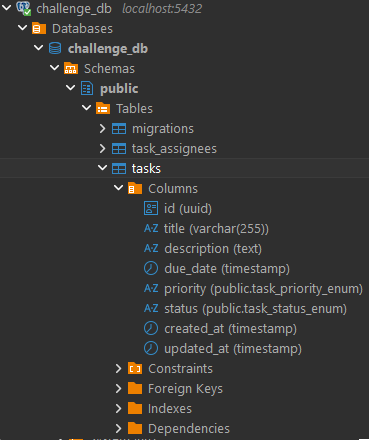 challenge_db localhost:5432
Databases
challenge_db
Schemas
public
Tables
migrations
task_assignees
tasks
Columns
id (uuid)
title (varchar(255))
description (text)
due_date (timestamp)
priority (public.task_priority_enum)
status (public.task_status_enum)
created_at (timestamp)
updated_at (timestamp)
Constraints
Foreign Keys
Indexes
Dependencies